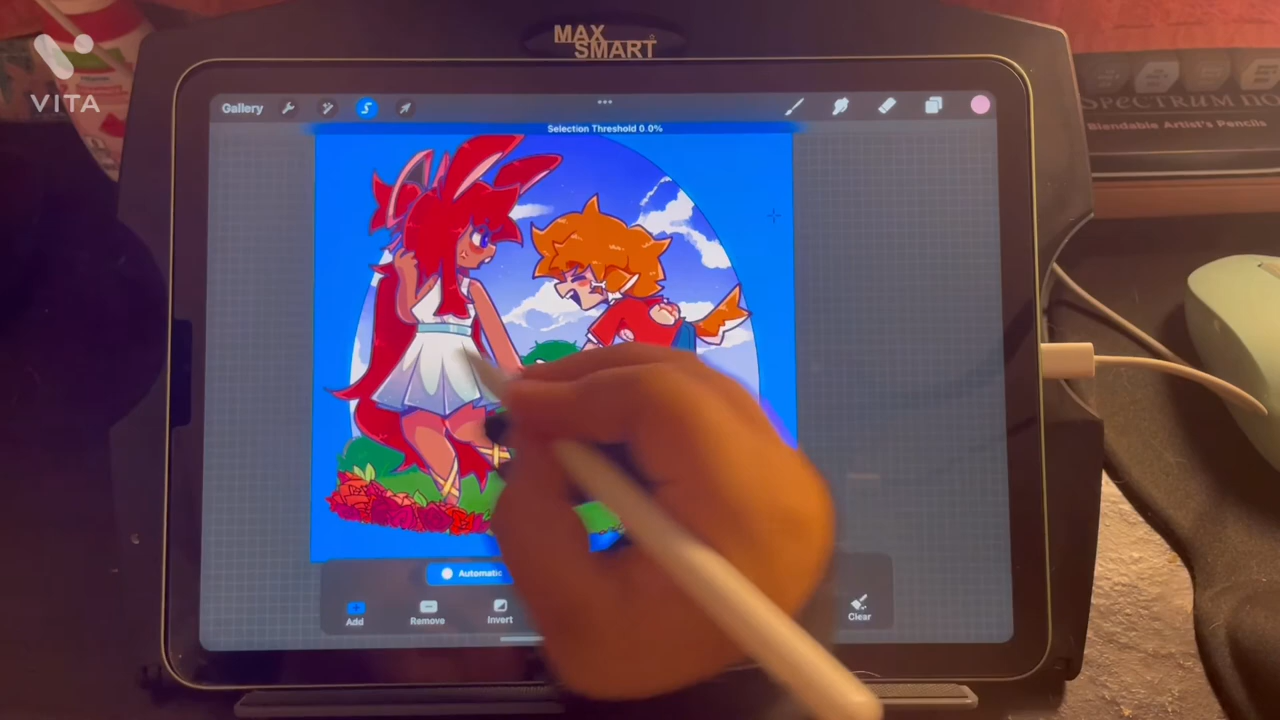 VITA
MAX
SMART
Gallery
Selection Threshold 0.0%
SPECTRUM NO
Blendable Artist's Pencils
Automatic
Add
Remove
Invert
Clear